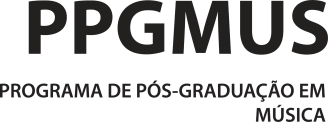 PPGMUS
PROGRAMA DE PÓS-GRADUAÇÃO EM
MÚSICA